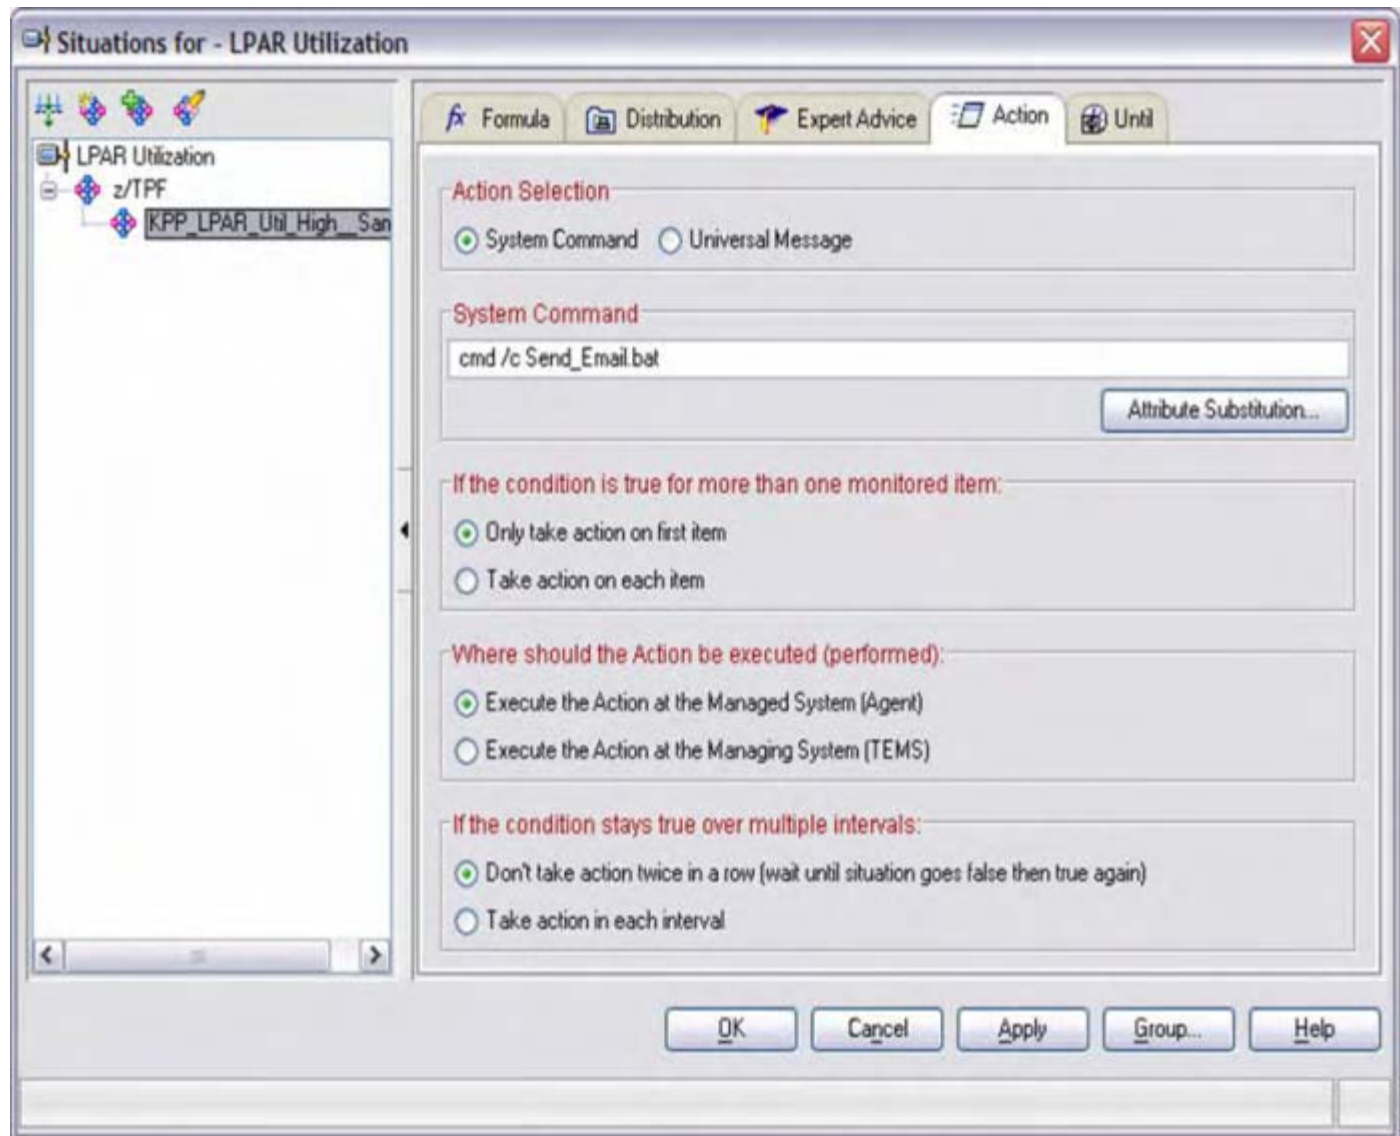 Situations for - LPAR Utilization
LPAR Utilization
z/TPF
KPP_LPAR_Util_High__San
fx Formula Distribution Expert Advice Action Until
Action Selection
System Command Universal Message
System Command
cmd /c Send_Email.bat
Attribute Substitution...
If the condition is true for more than one monitored item:
Only take action on first item
Take action on each item
Where should the Action be executed (performed):
Execute the Action at the Managed System (Agent)
Execute the Action at the Managing System (TEMS)
If the condition stays true over multiple intervals:
Don't take action twice in a row (wait until situation goes false then true again)
Take action in each interval
OK Cancel Apply Group... Help